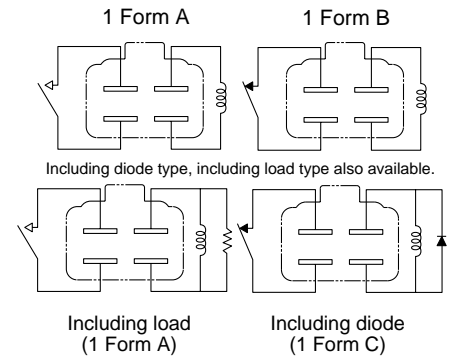 1 Form A
1 Form B
Including diode type, including load type also available.
Including load
(1 Form A)
Including diode
(1 Form C)